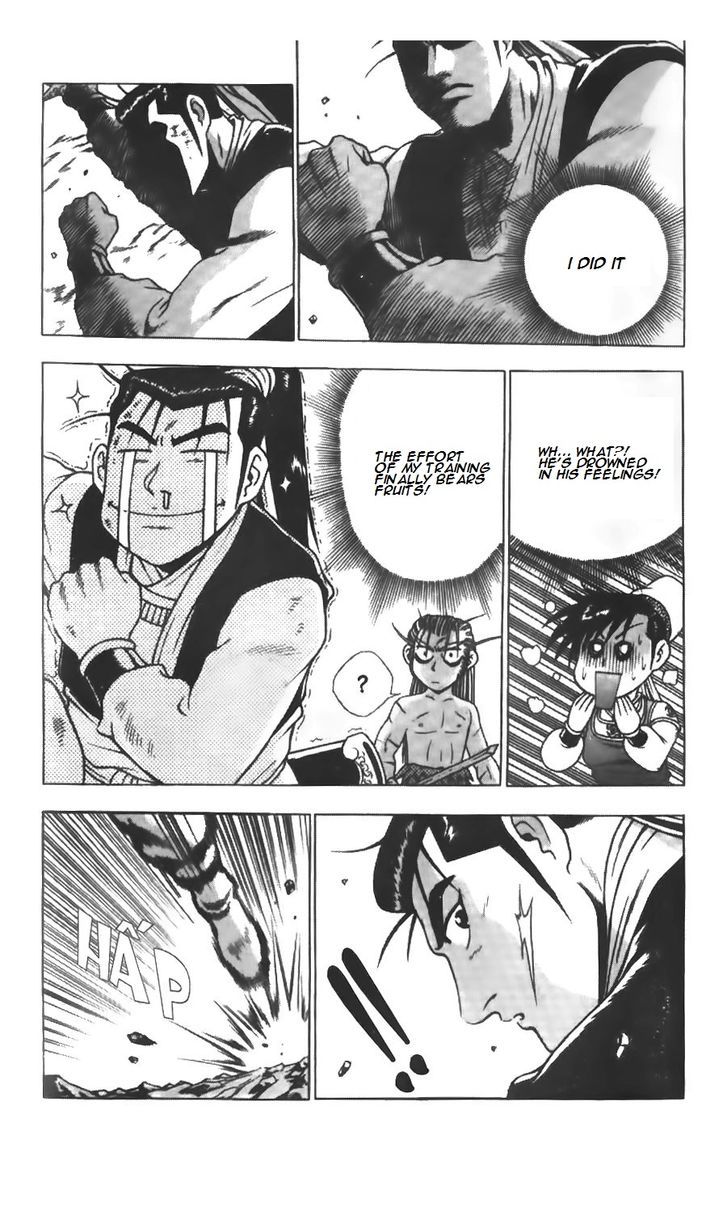 I DID IT
WH... WHAT?!
HE'S DROWNED
IN HIS FEELINGS!
THE EFFORT
OF MY TRAINING
FINALLY BEARS
FRUITS!
?
!!
HẤP